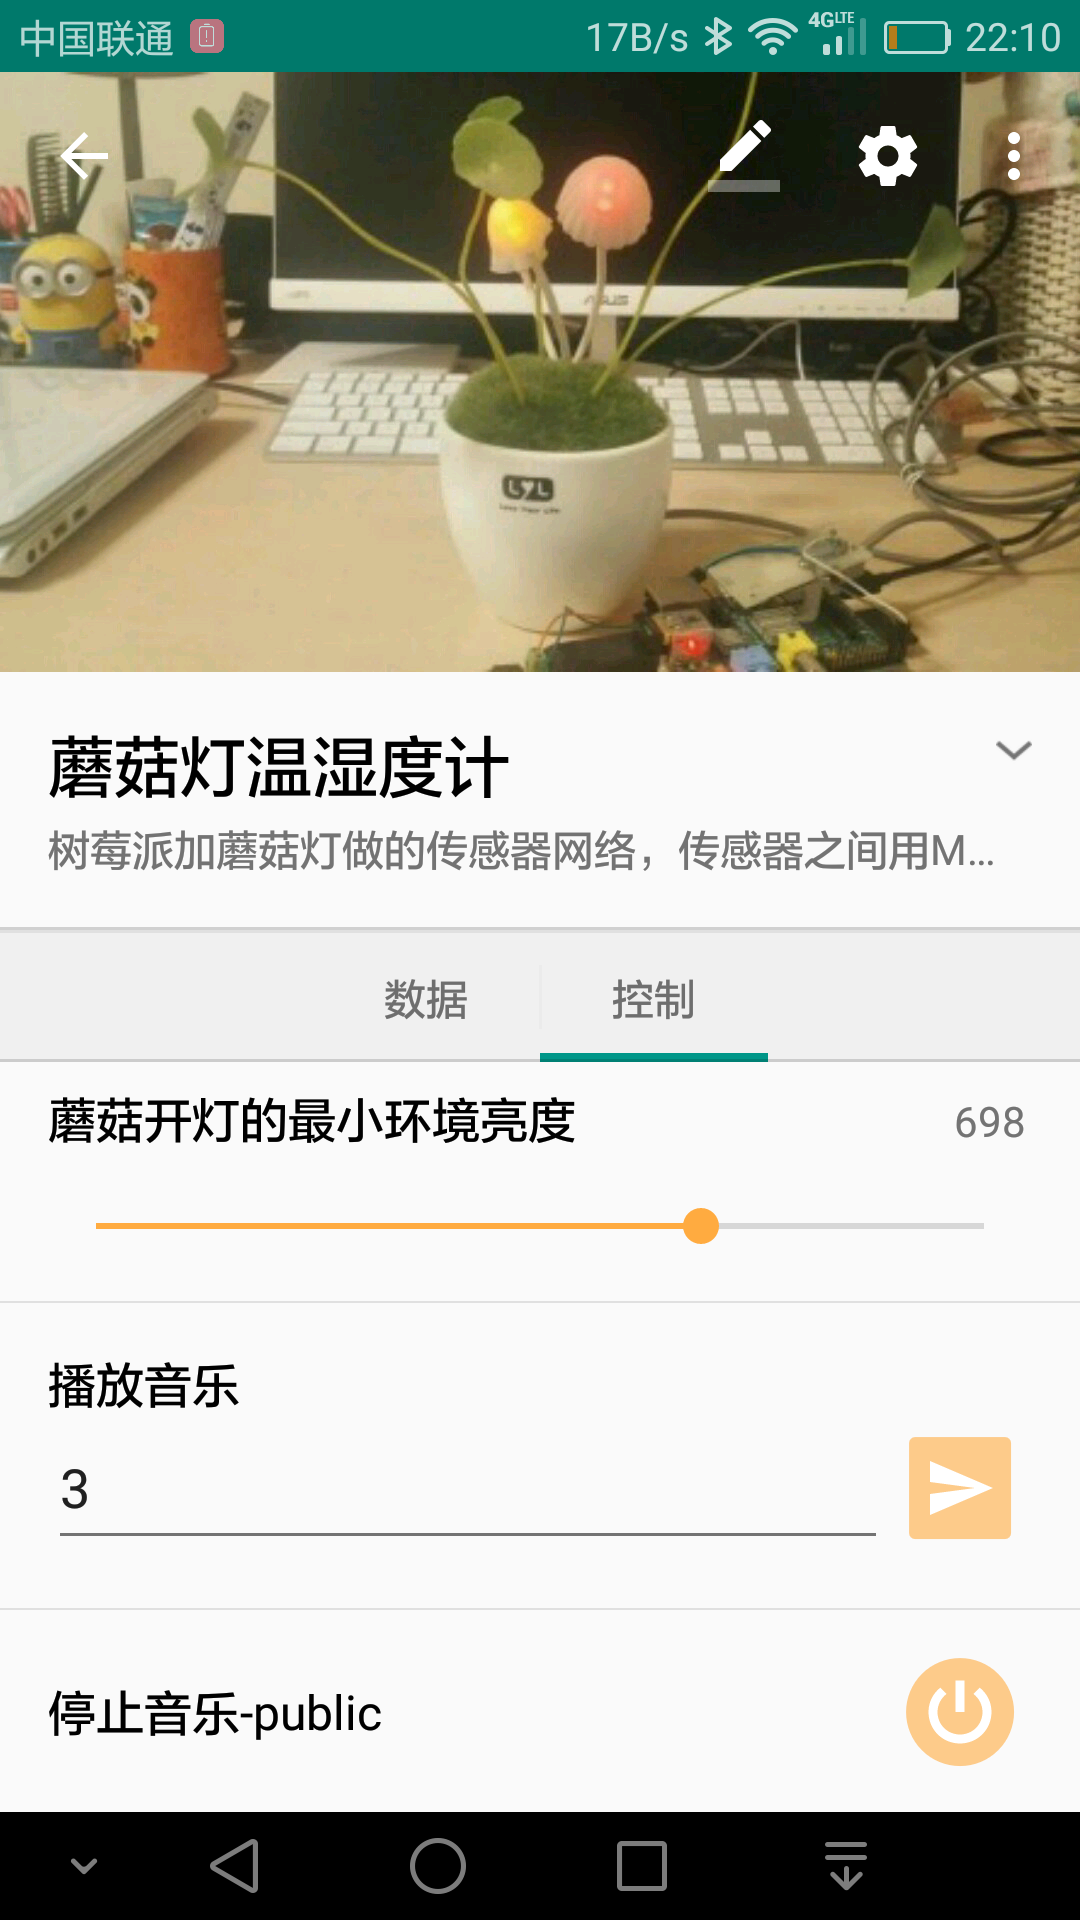 中国联通
17B/s
4G LTE
22:10
ASUS
LYL
蘑菇灯温湿度计
树莓派加蘑菇灯做的传感器网络，传感器之间用M...
数据
控制
蘑菇开灯的最小环境亮度
698
播放音乐
3
停止音乐-public